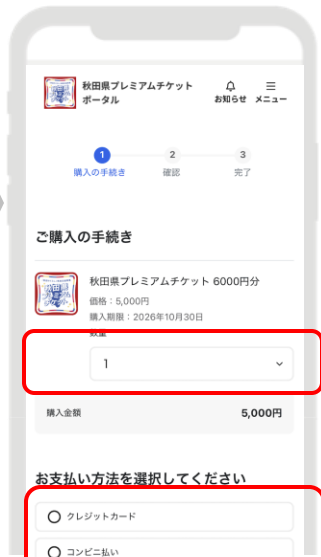 秋田県プレミアムチケット
ポータル
お知らせ メニュー
1 2 3
購入の手続き 確認 完了
ご購入の手続き
秋田県プレミアムチケット 6000円分
価格：5,000円
購入期限：2026年10月30日
数量
1
購入金額 5,000円
お支払い方法を選択してください
クレジットカード
コンビニ払い